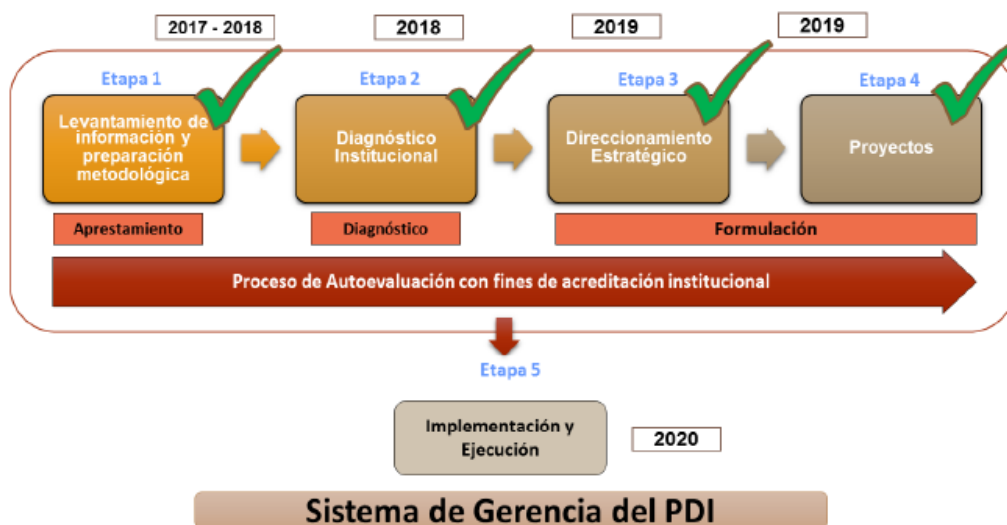 2017 - 2018
2018
2019
2019
Etapa 1
Etapa 2
Etapa 3
Etapa 4
Levantamiento de
información y
preparación
metodológica
Diagnóstico
Institucional
Direccionamiento
Estratégico
Proyectos
Aprestamiento
Diagnóstico
Formulación
Proceso de Autoevaluación con fines de acreditación institucional
Etapa 5
Implementación y
Ejecución
2020
Sistema de Gerencia del PDI